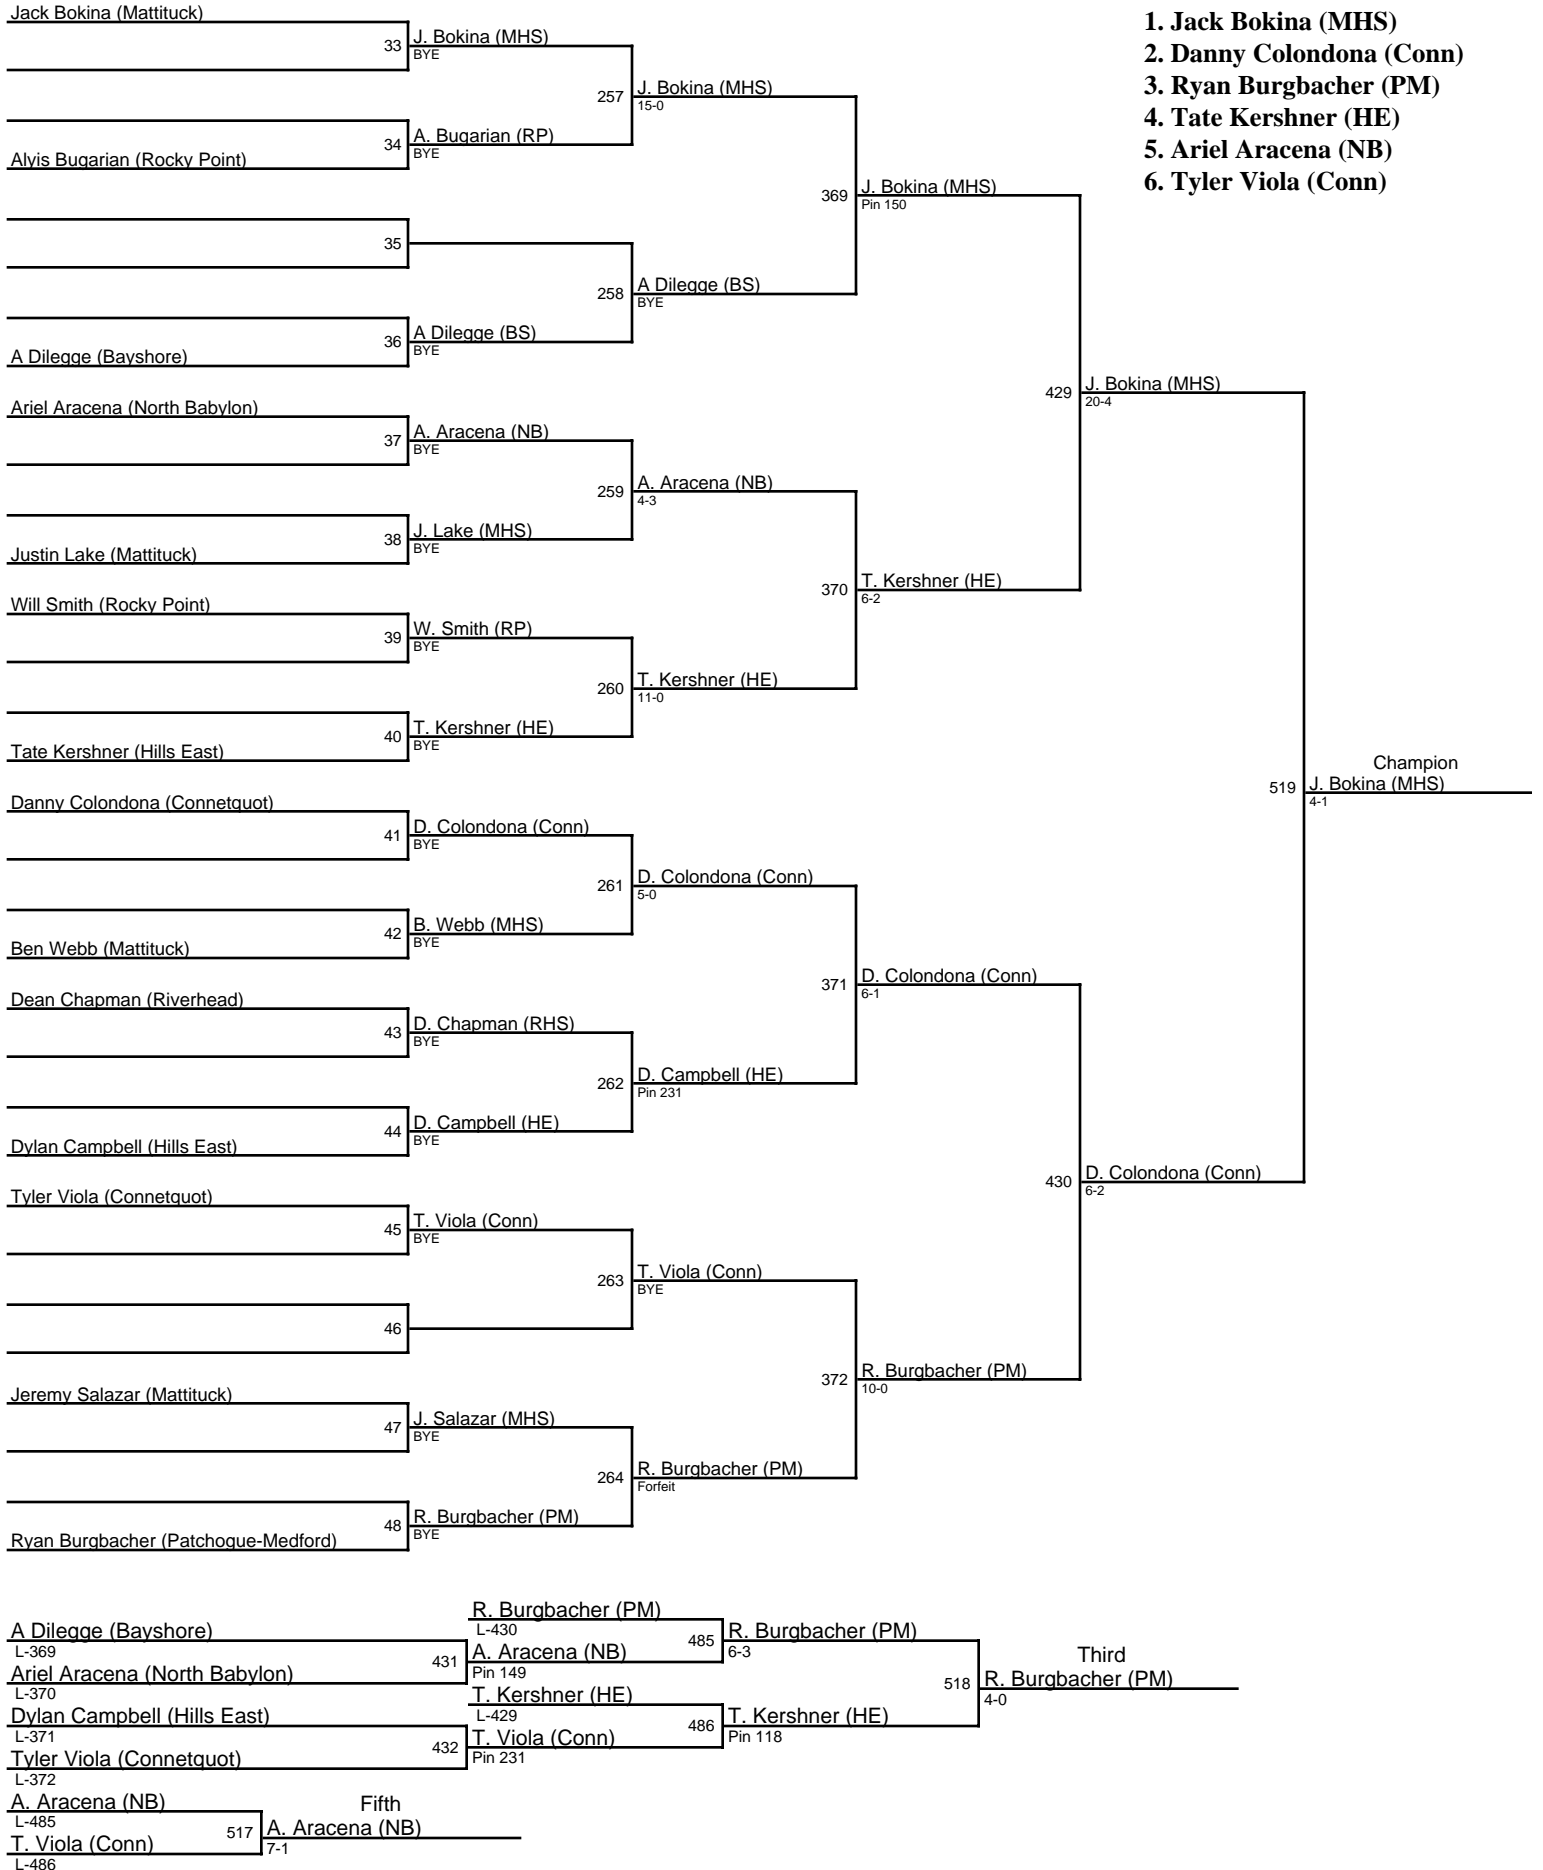 Jack Bokina (Mattituck)
33
J. Bokina (MHS)
BYE
257
J. Bokina (MHS)
15-0
34
A. Bugarian (RP)
BYE
Alyis Bugarian (Rocky Point)
369
J. Bokina (MHS)
Pin 150
35
258
A Dilegge (BS)
BYE
36
A Dilegge (BS)
BYE
A Dilegge (Bayshore)
429
J. Bokina (MHS)
20-4
Ariel Aracena (North Babylon)
37
A. Aracena (NB)
BYE
259
A. Aracena (NB)
4-3
38
J. Lake (MHS)
BYE
Justin Lake (Mattituck)
370
T. Kershner (HE)
6-2
Will Smith (Rocky Point)
39
W. Smith (RP)
BYE
260
T. Kershner (HE)
11-0
40
T. Kershner (HE)
BYE
Tate Kershner (Hills East)
Champion
519
J. Bokina (MHS)
4-1
Danny Colondona (Connetquot)
41
D. Colondona (Conn)
BYE
261
D. Colondona (Conn)
5-0
42
B. Webb (MHS)
BYE
Ben Webb (Mattituck)
371
D. Colondona (Conn)
6-1
Dean Chapman (Riverhead)
43
D. Chapman (RHS)
BYE
262
D. Campbell (HE)
Pin 231
44
D. Campbell (HE)
BYE
Dylan Campbell (Hills East)
430
D. Colondona (Conn)
6-2
Tyler Viola (Connetquot)
45
T. Viola (Conn)
BYE
263
T. Viola (Conn)
BYE
46
372
R. Burgbacher (PM)
10-0
Jeremy Salazar (Mattituck)
47
J. Salazar (MHS)
BYE
264
R. Burgbacher (PM)
Forfeit
48
R. Burgbacher (PM)
BYE
Ryan Burgbacher (Patchogue-Medford)
1. Jack Bokina (MHS)
2. Danny Colondona (Conn)
3. Ryan Burgbacher (PM)
4. Tate Kershner (HE)
5. Ariel Aracena (NB)
6. Tyler Viola (Conn)
A Dilegge (Bayshore)
L-369
Ariel Aracena (North Babylon)
L-370
431
R. Burgbacher (PM)
L-430
A. Aracena (NB)
Pin 149
485
R. Burgbacher (PM)
6-3
Dylan Campbell (Hills East)
L-371
Tyler Viola (Connetquot)
L-372
432
T. Kershner (HE)
L-429
T. Viola (Conn)
Pin 231
486
T. Kershner (HE)
Pin 118
Third
518
R. Burgbacher (PM)
4-0
A. Aracena (NB)
L-485
T. Viola (Conn)
L-486
517
Fifth
A. Aracena (NB)
7-1